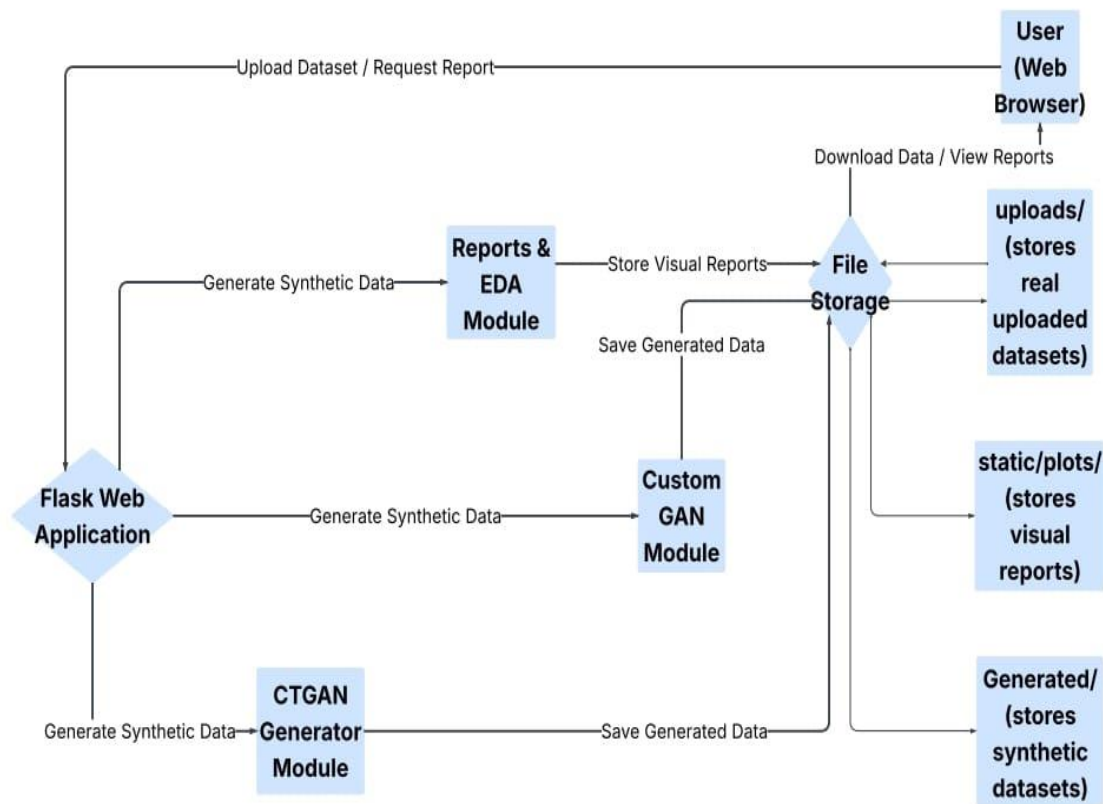 User
(Web
Browser)
Upload Dataset / Request Report
Download Data / View Reports
uploads/
(stores
real
uploaded
datasets)
Reports &
EDA
Module
Store Visual Reports
File
Storage
Generate Synthetic Data
Save Generated Data
static/plots/
(stores
visual
reports)
Custom
GAN
Module
Flask Web
Application
Generate Synthetic Data
Generated/
(stores
synthetic
datasets)
CTGAN
Generator
Module
Generate Synthetic Data
Save Generated Data